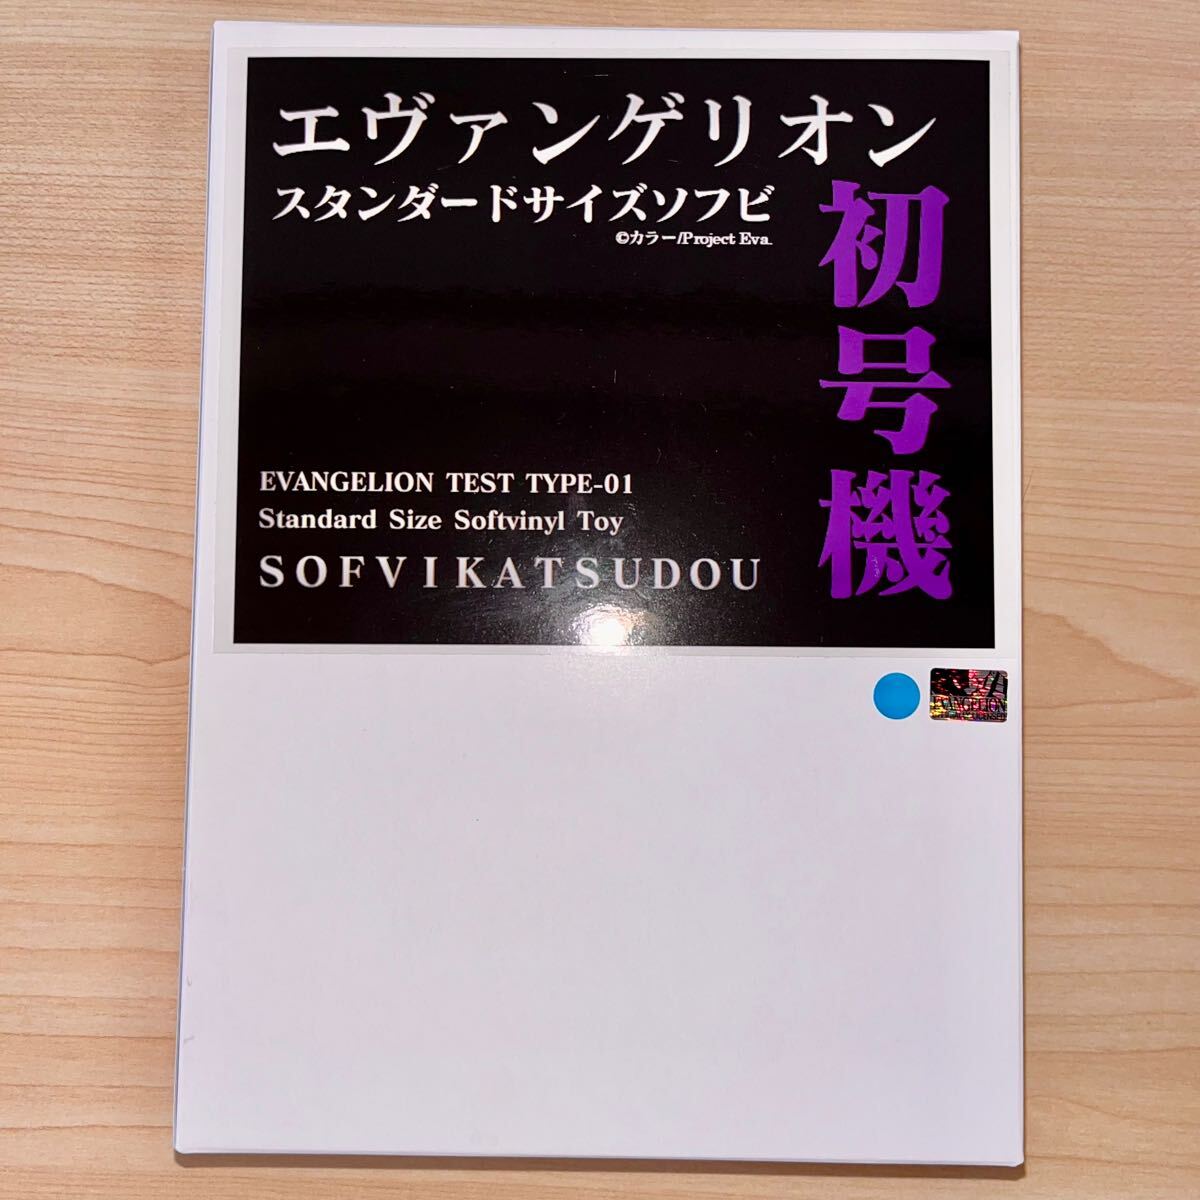 エヴァンゲリオン
スタンダードサイズソフビ
©カラー/Project Eva.
初号機
EVANGELION TEST TYPE-01
Standard Size Softvinyl Toy
SOFVIKATSUDOU
EVANGELION